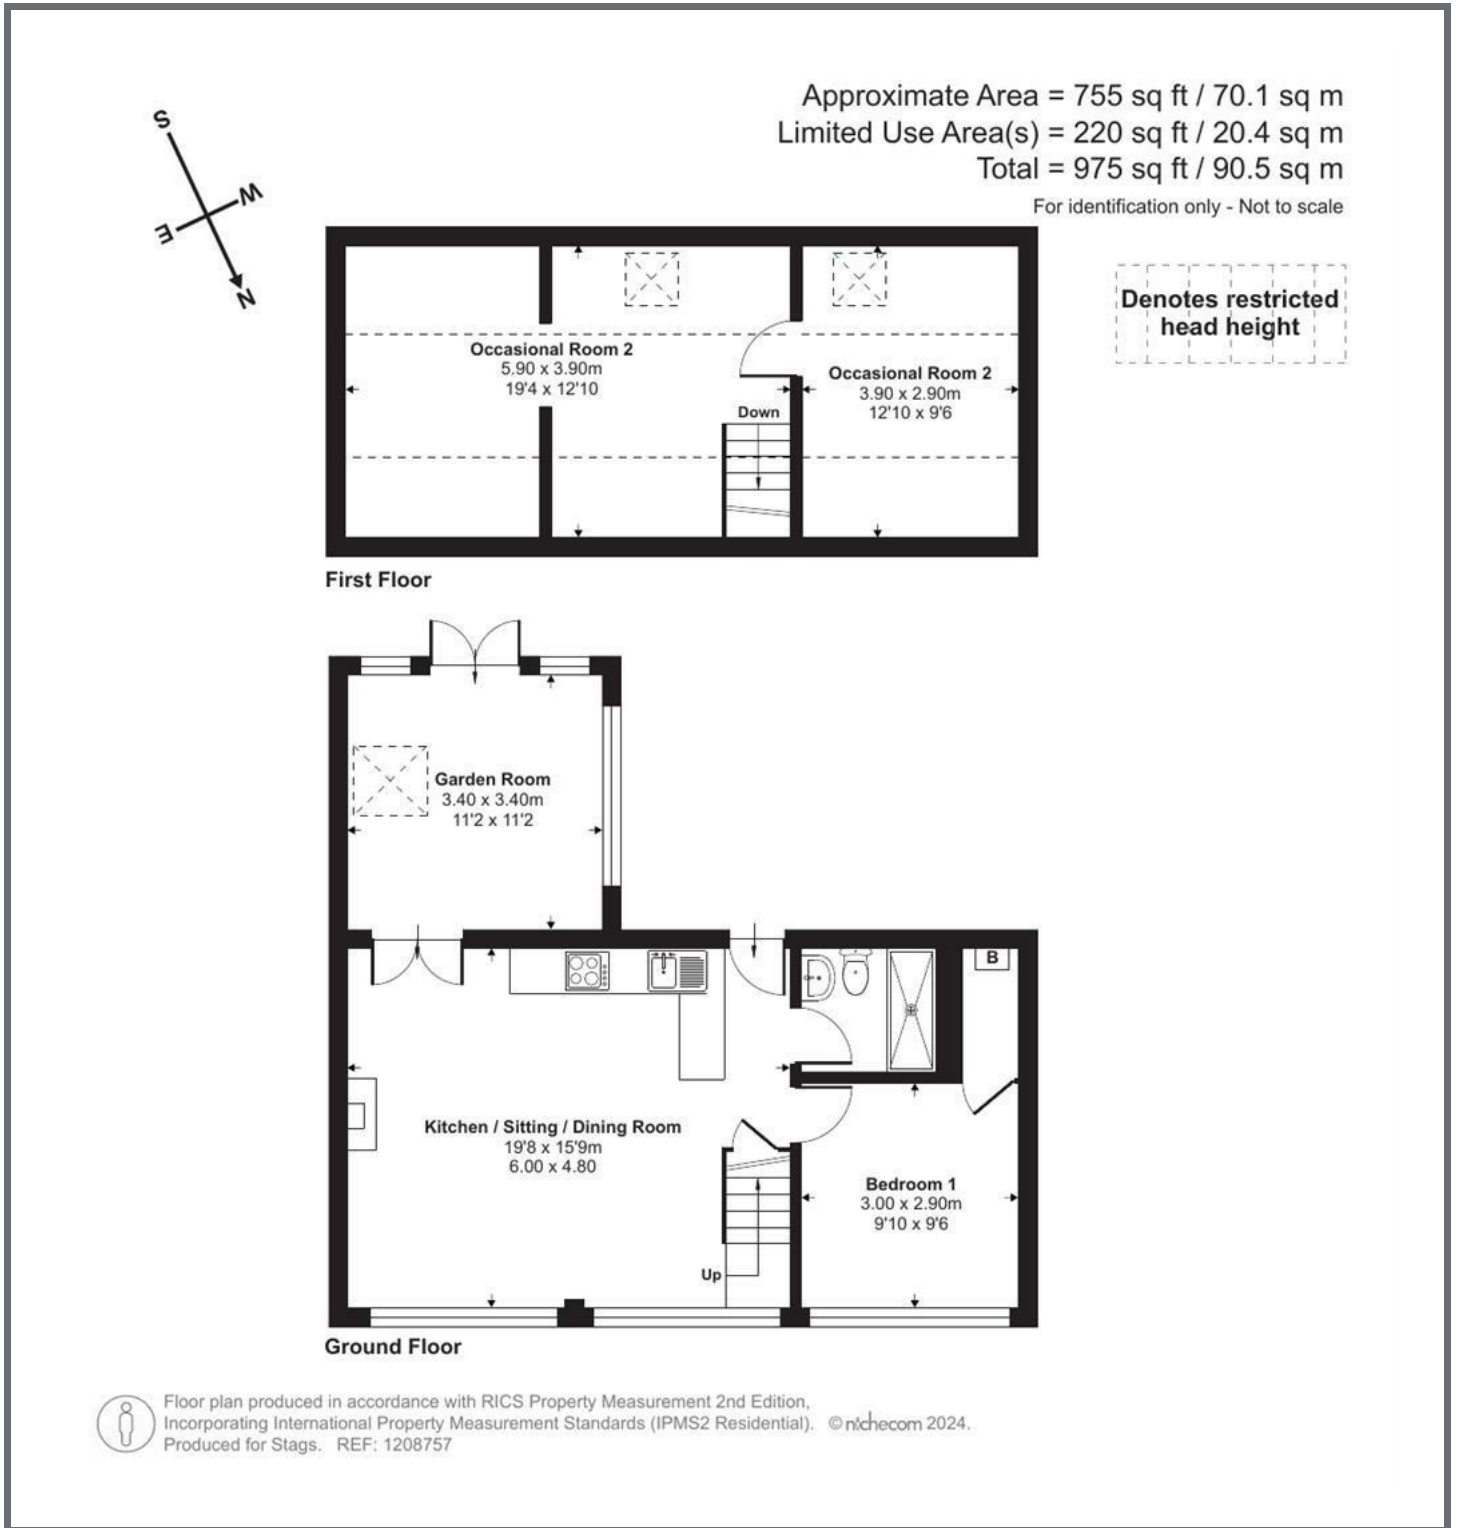 Approximate Area = 755 sq ft / 70.1 sq m
Limited Use Area(s) = 220 sq ft / 20.4 sq m
Total = 975 sq ft / 90.5 sq m
For identification only - Not to scale
S
W
E
N
Denotes restricted
head height
Occasional Room 2
5.90 x 3.90m
19'4 x 12'10
Occasional Room 2
3.90 x 2.90m
12'10 x 9'6
Down
First Floor
Garden Room
3.40 x 3.40m
11'2 x 11'2
B
Kitchen / Sitting / Dining Room
19'8 x 15'9m
6.00 x 4.80
Bedroom 1
3.00 x 2.90m
9'10 x 9'6
Up
Ground Floor
Floor plan produced in accordance with RICS Property Measurement 2nd Edition,
Incorporating International Property Measurement Standards (IPMS2 Residential). © nichecom 2024.
Produced for Stags. REF: 1208757